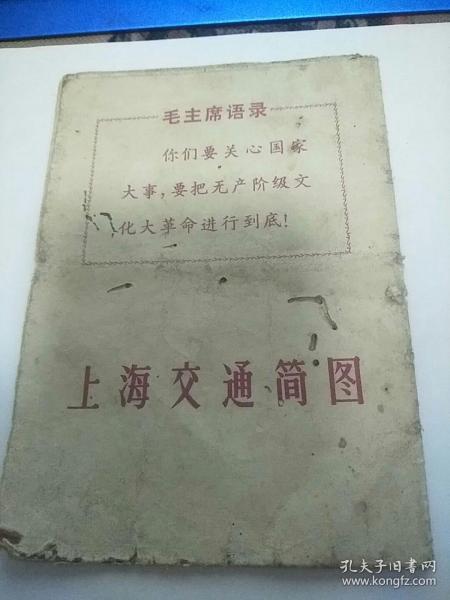 毛主席语录
你们要关心国家
大事，要把无产阶级文
化大革命进行到底！
上海交通简图
孔夫子旧书网
www.kongfz.com